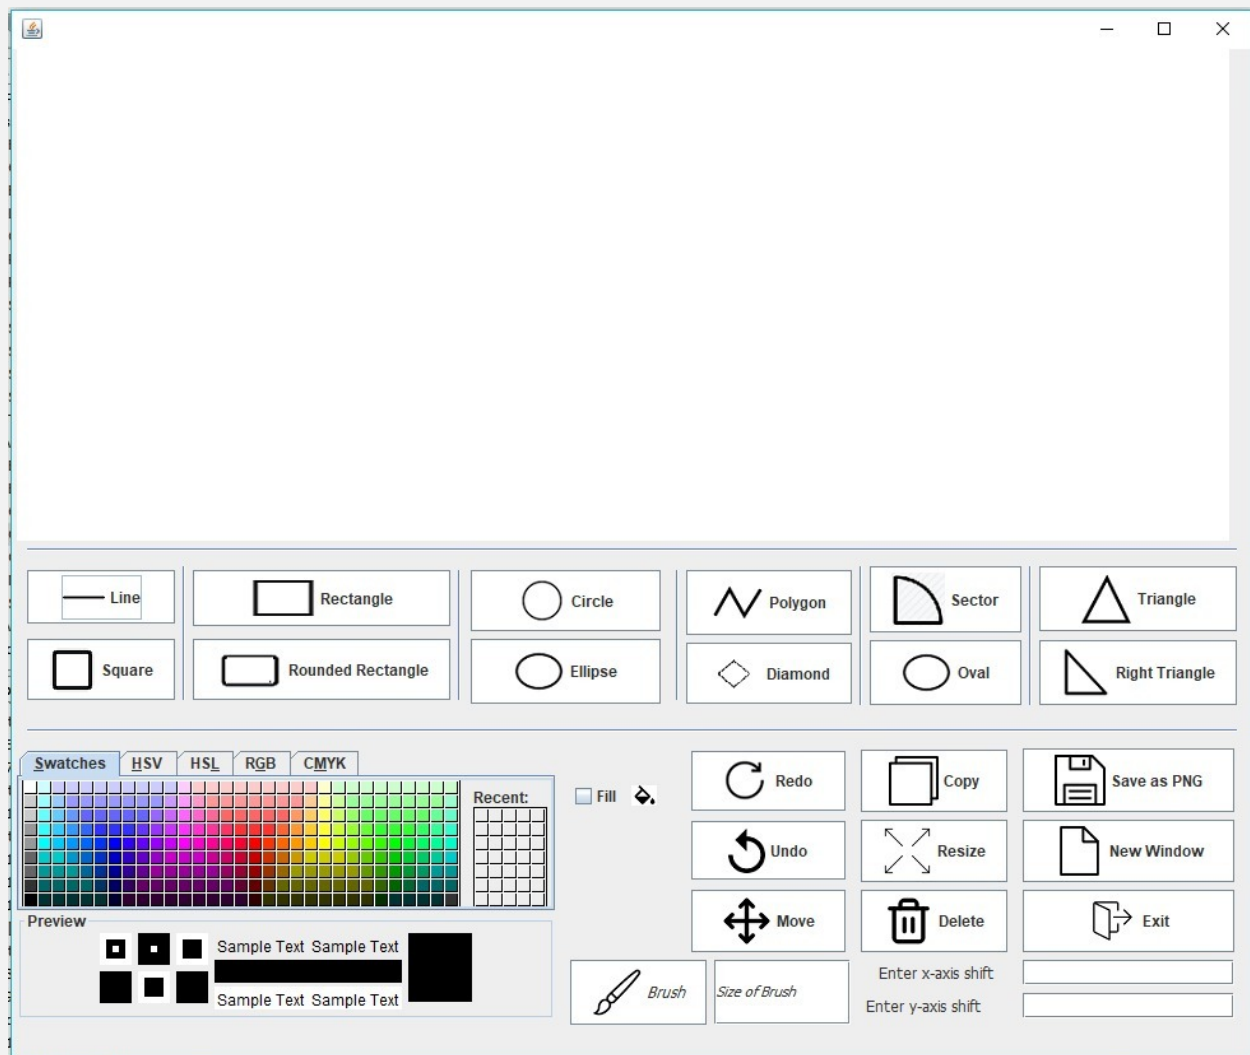 Line
Rectangle
Circle
Polygon
Sector
Triangle
Square
Rounded Rectangle
Ellipse
Diamond
Oval
Right Triangle
Swatches
HSV
HSL
RGB
CMYK
Recent:
Fill
Redo
Copy
Save as PNG
Undo
Resize
New Window
Preview
Sample Text Sample Text
Sample Text Sample Text
Move
Delete
Exit
Brush
Size of Brush
Enter x-axis shift
Enter y-axis shift